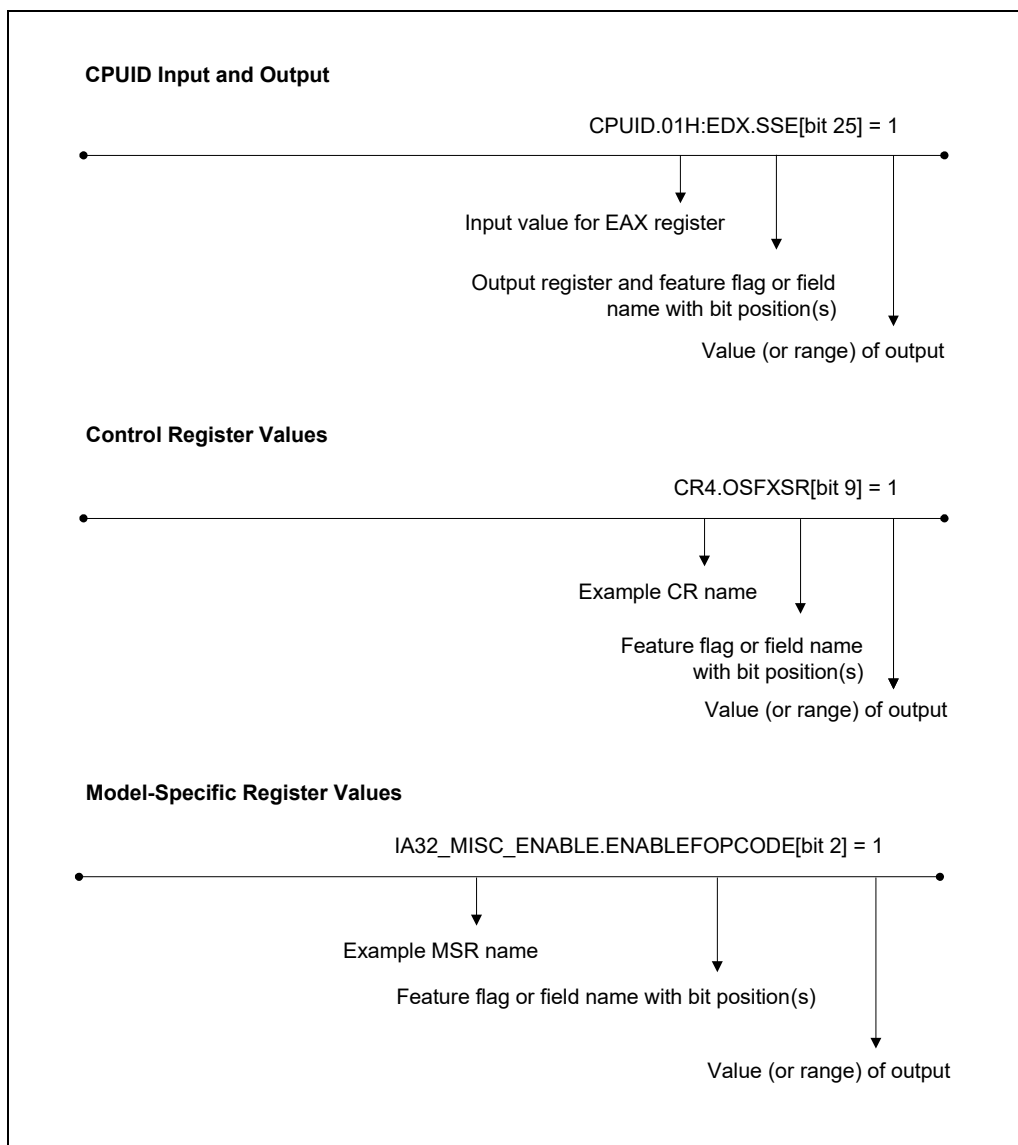 CPUID Input and Output
CPUID.01H:EDX.SSE[bit 25] = 1
Input value for EAX register
Output register and feature flag or field
name with bit position(s)
Value (or range) of output
Control Register Values
CR4.OSFXSR[bit 9] = 1
Example CR name
Feature flag or field name
with bit position(s)
Value (or range) of output
Model-Specific Register Values
IA32_MISC_ENABLE.ENABLEFOPCODE[bit 2] = 1
Example MSR name
Feature flag or field name with bit position(s)
Value (or range) of output